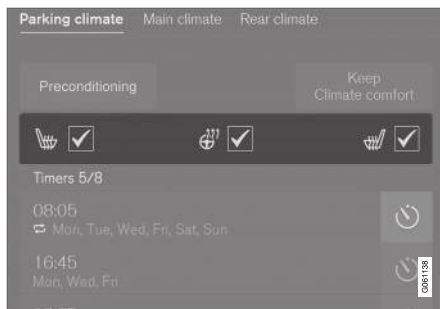 Parking climate Main climate Rear climate
Preconditioning
Keep
Climate comfort
Timers 5/8
08:05
Mon, Tue, Wed, Fri, Sat, Sun
16:45
Mon, Wed, Fri
G061138